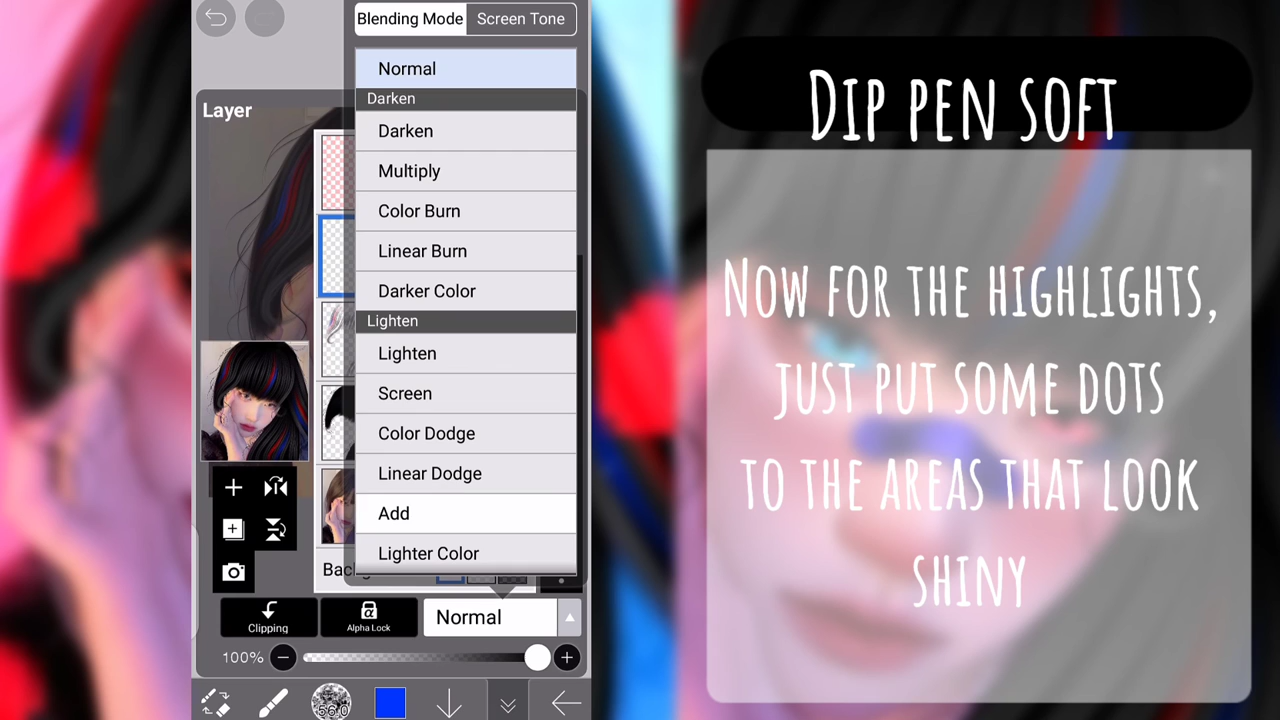 Blending Mode
Screen Tone
Normal
Darken
Darken
Multiply
Color Burn
Linear Burn
Darker Color
Lighten
Lighten
Screen
Color Dodge
Linear Dodge
Add
Lighter Color
Layer
Clipping
Alpha Lock
Normal
100%
56.0
DIP PEN SOFT
NOW FOR THE HIGHLIGHTS,
JUST PUT SOME DOTS
TO THE AREAS THAT LOOK
SHINY